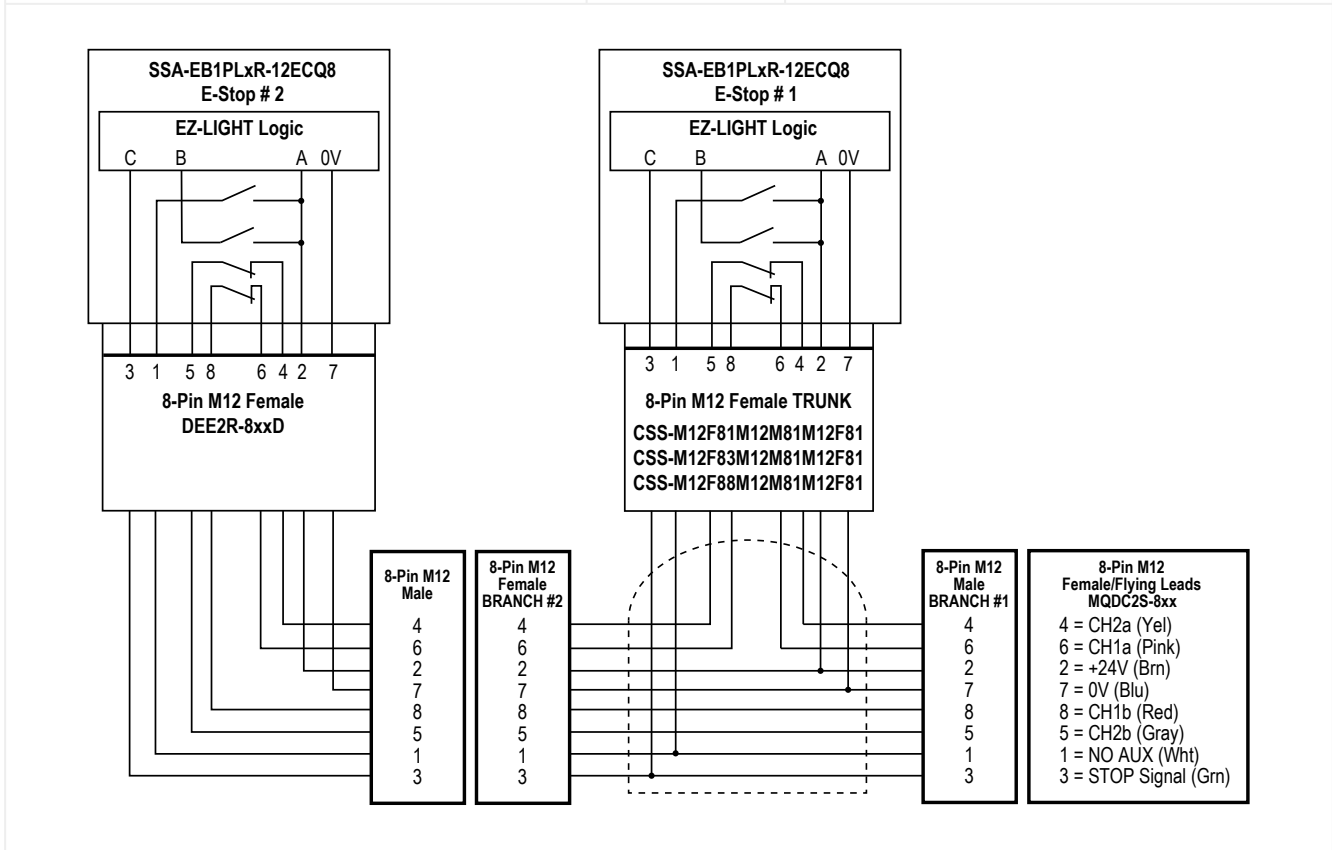 SSA-EB1PLxR-12ECQ8
E-Stop # 2
EZ-LIGHT Logic
C B A 0V
3 1 5 8 6 4 2 7
8-Pin M12 Female
DEE2R-8xxD
SSA-EB1PLxR-12ECQ8
E-Stop # 1
EZ-LIGHT Logic
C B A 0V
3 1 5 8 6 4 2 7
8-Pin M12 Female TRUNK
CSS-M12F81M12M81M12F81
CSS-M12F83M12M81M12F81
CSS-M12F88M12M81M12F81
8-Pin M12
Male
4
6
2
7
8
5
1
3
8-Pin M12
Female
BRANCH #2
4
6
2
7
8
5
1
3
8-Pin M12
Male
BRANCH #1
4
6
2
7
8
5
1
3
8-Pin M12
Female/Flying Leads
MQDC2S-8xx
4 = CH2a (Yel)
6 = CH1a (Pink)
2 = +24V (Brn)
7 = 0V (Blu)
8 = CH1b (Red)
5 = CH2b (Gray)
1 = NO AUX (Wht)
3 = STOP Signal (Grn)